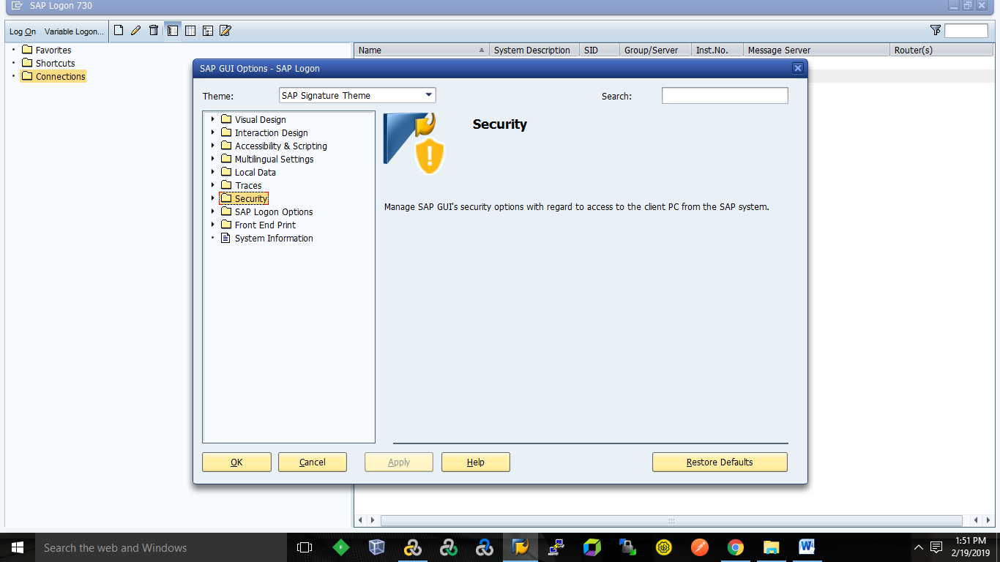 SAP Logon 730
Log On Variable Logon...
Favorites
Shortcuts
Connections
Name System Description SID Group/Server Inst.No. Message Server Router(s)
SAP GUI Options - SAP Logon
Theme: SAP Signature Theme Search:
Visual Design
Interaction Design
Accessibility & Scripting
Multilingual Settings
Local Data
Traces
Security
SAP Logon Options
Front End Print
System Information
Security
Manage SAP GUI's security options with regard to access to the client PC from the SAP system.
OK Cancel Apply Help Restore Defaults
Search the web and Windows
1:51 PM
2/19/2019